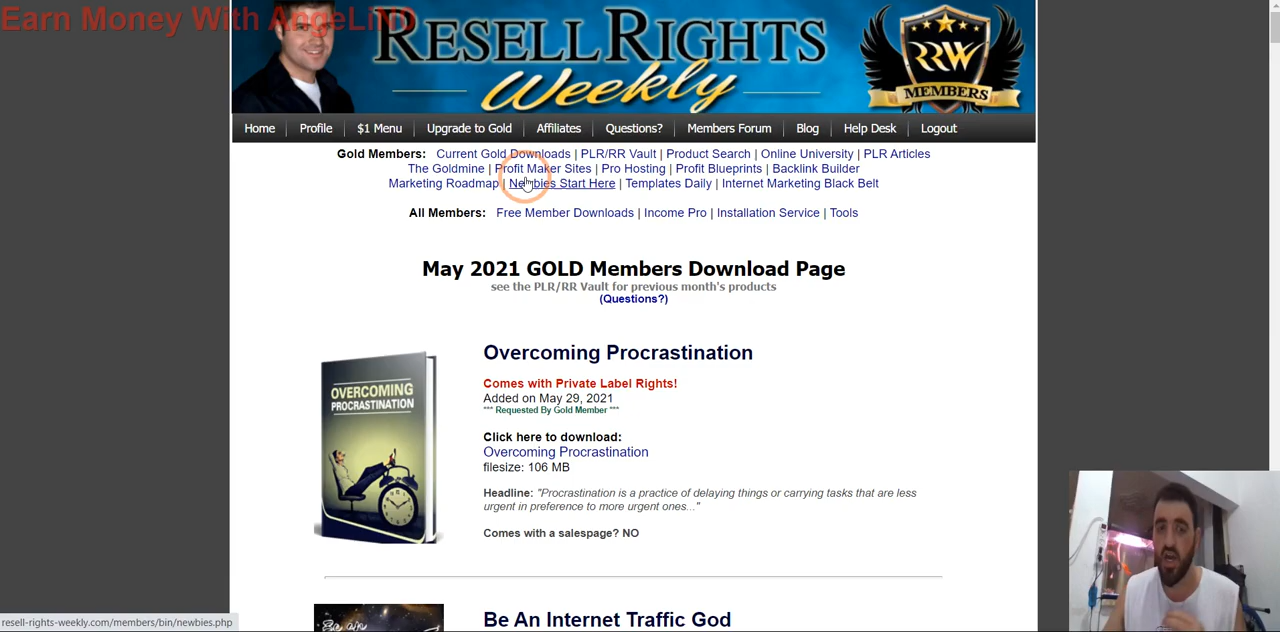 Earn Money With AngeLiND
RESELL RIGHTS
Weekly
RRW
MEMBERS
Home | Profile | $1 Menu | Upgrade to Gold | Affiliates | Questions? | Members Forum | Blog | Help Desk | Logout
Gold Members: Current Gold Downloads | PLR/RR Vault | Product Search | Online University | PLR Articles
The Goldmine | Profit Maker Sites | Pro Hosting | Profit Blueprints | Backlink Builder
Marketing Roadmap | Newbies Start Here | Templates Daily | Internet Marketing Black Belt
All Members: Free Member Downloads | Income Pro | Installation Service | Tools
May 2021 GOLD Members Download Page
see the PLR/RR Vault for previous month's products
(Questions?)
OVERCOMING
PROCRASTINATION
Overcoming Procrastination
Comes with Private Label Rights!
Added on May 29, 2021
*** Requested By Gold Member ***
Click here to download:
Overcoming Procrastination
filesize: 106 MB
Headline: "Procrastination is a practice of delaying things or carrying tasks that are less
urgent in preference to more urgent ones..."
Comes with a salespage? NO
Be an
Be An Internet Traffic God
resell-rights-weekly.com/members/bin/newbies.php